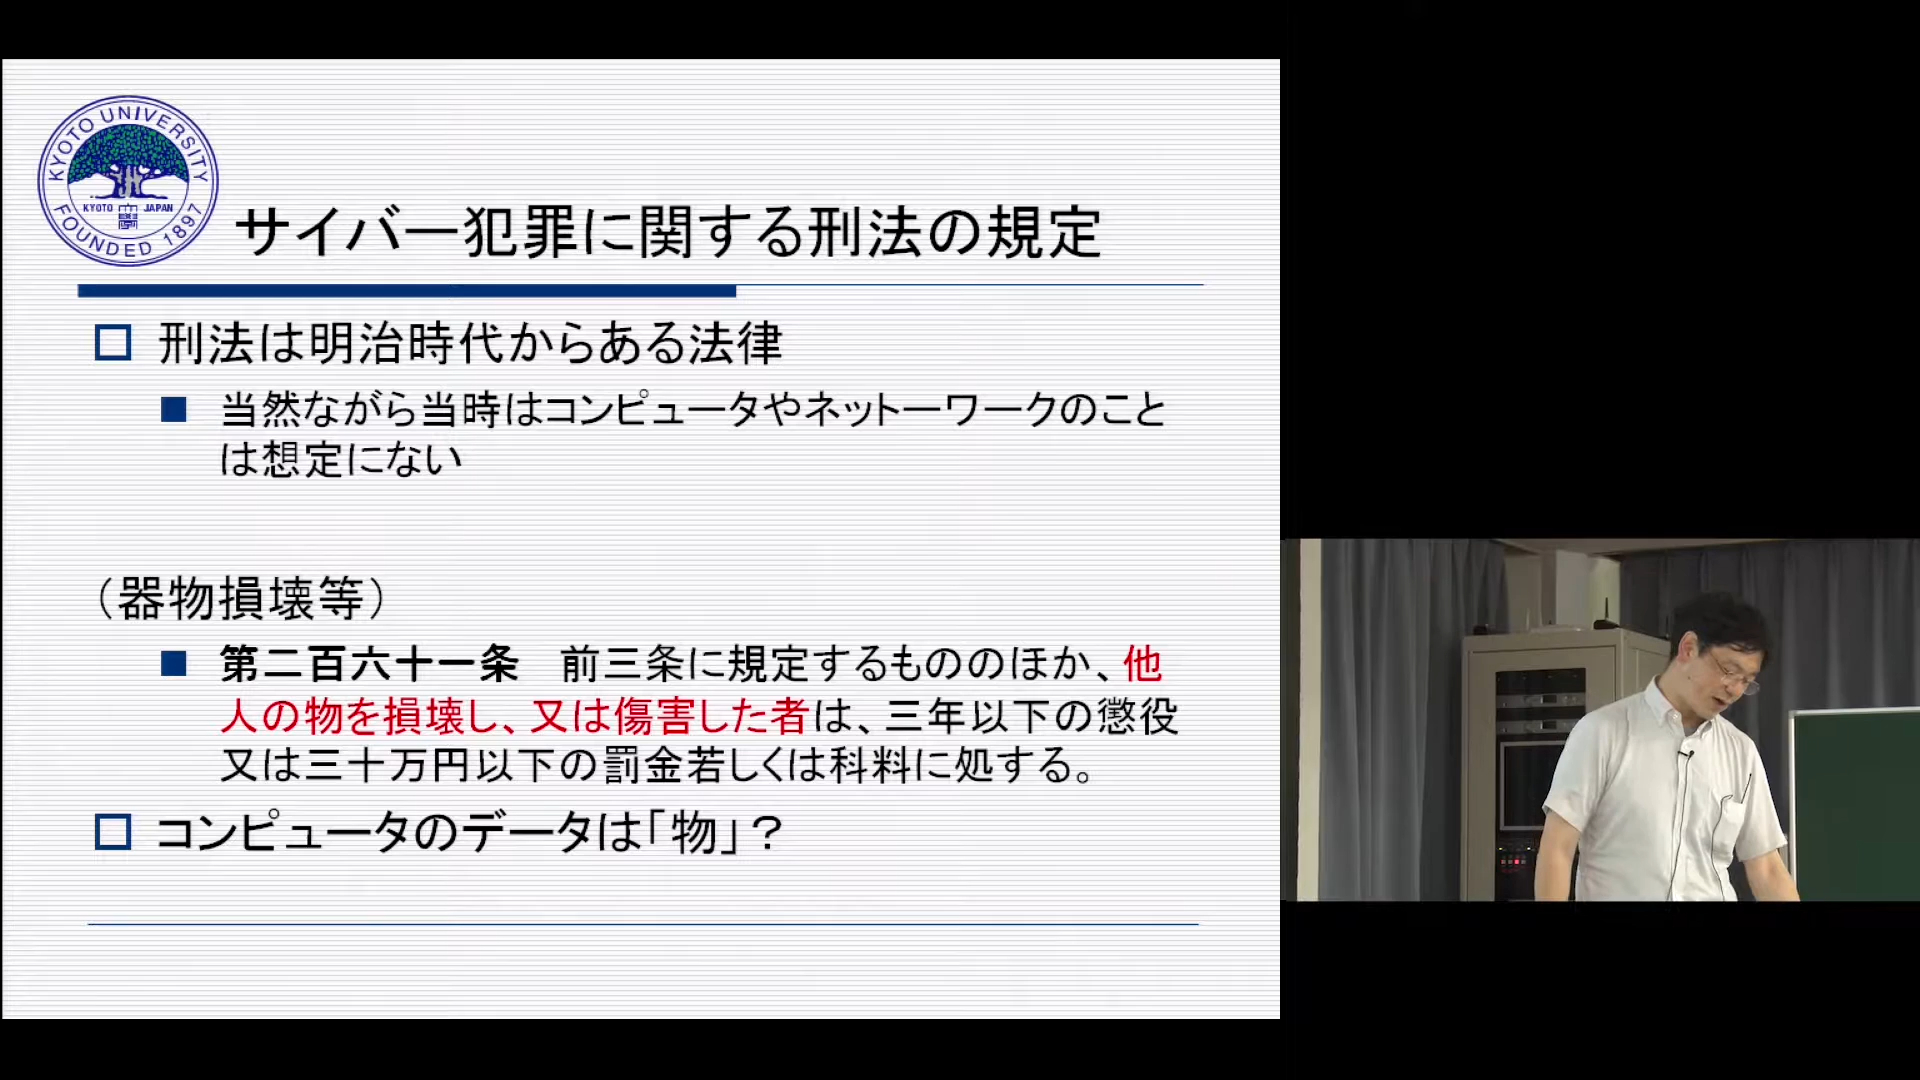 KYOTO UNIVERSITY
KYOTO JAPAN
FOUNDED 1897
サイバー犯罪に関する刑法の規定
刑法は明治時代からある法律
当然ながら当時はコンピュータやネットーワークのこと
は想定にない
（器物損壊等）
第二百六十一条　前三条に規定するもののほか、他
人の物を損壊し、又は傷害した者は、三年以下の懲役
又は三十万円以下の罰金若しくは科料に処する。
コンピュータのデータは「物」？